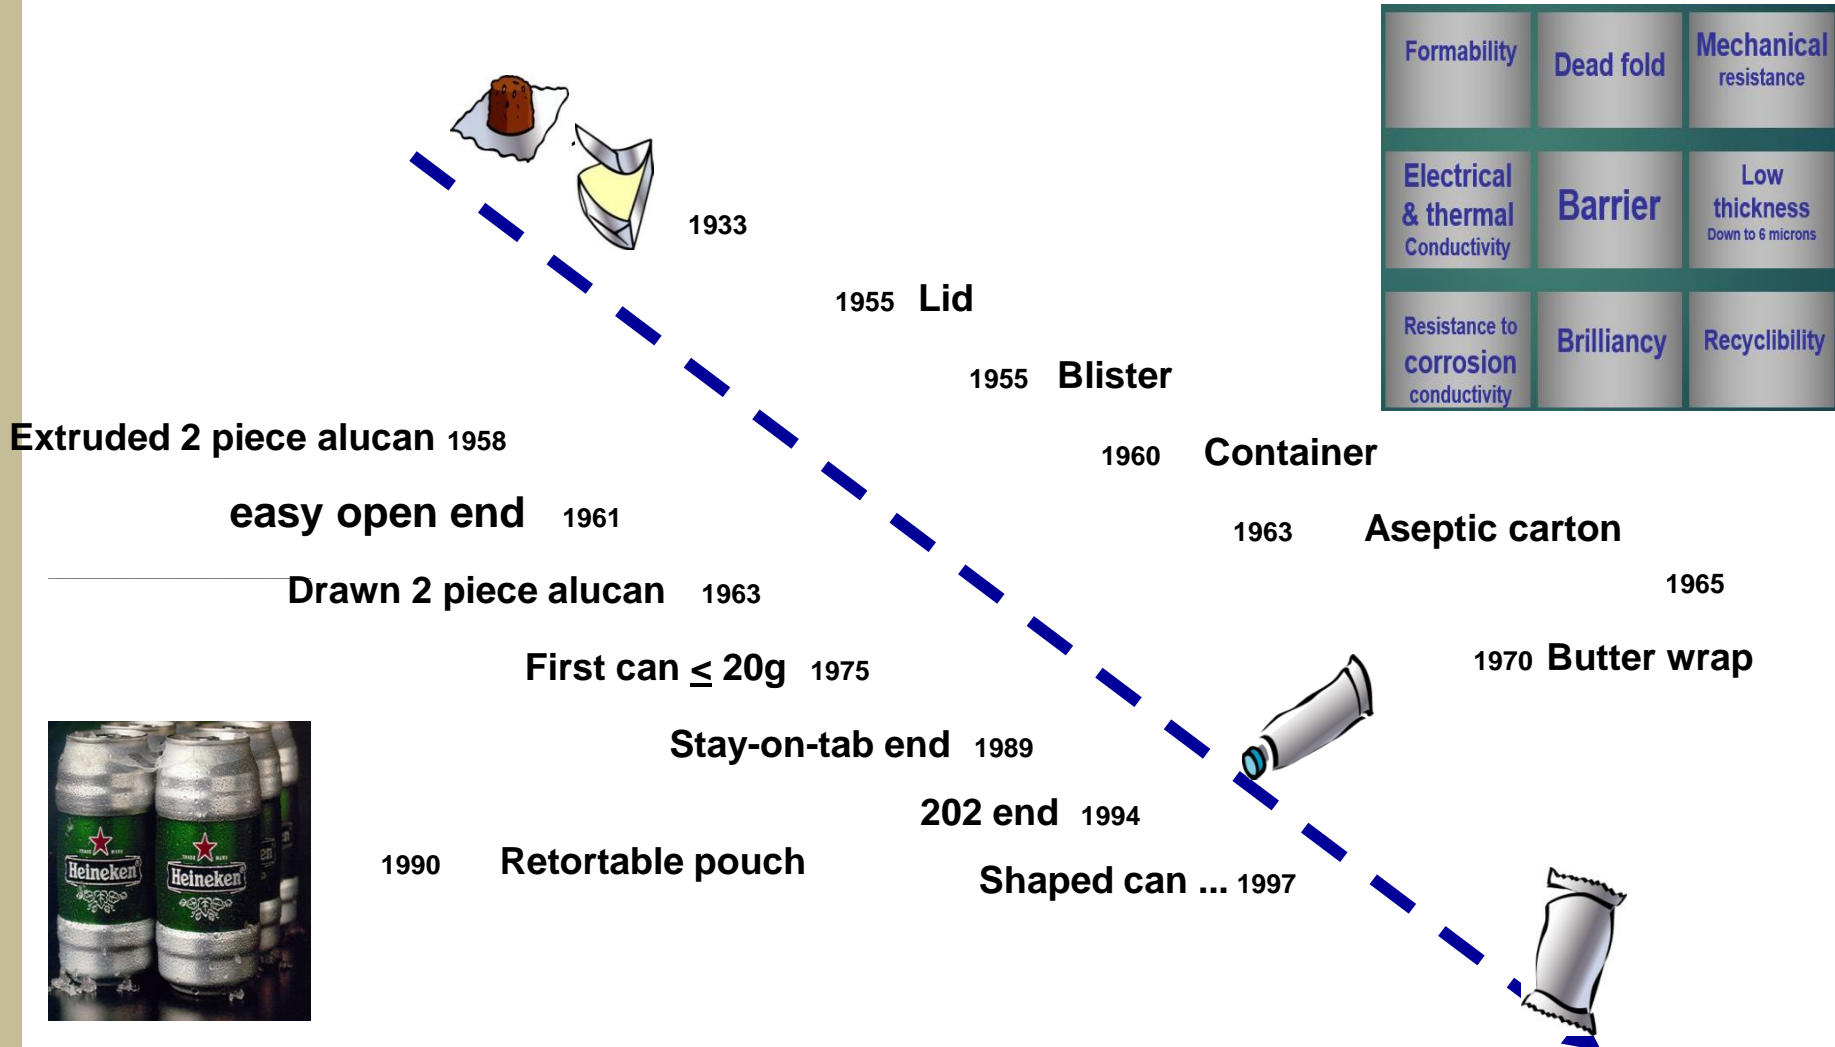 Formability
Dead fold
Mechanical
resistance
Electrical
& thermal
Conductivity
Barrier
Low
thickness
Down to 6 microns
Resistance to
corrosion
conductivity
Brilliancy
Recyclibility
1933
1955 Lid
1955 Blister
Extruded 2 piece alucan 1958
1960 Container
easy open end 1961
1963 Aseptic carton
Drawn 2 piece alucan 1963
1965
First can ≤ 20g 1975
1970 Butter wrap
Stay-on-tab end 1989
202 end 1994
1990 Retortable pouch
Shaped can ... 1997
Heineken
Heineken